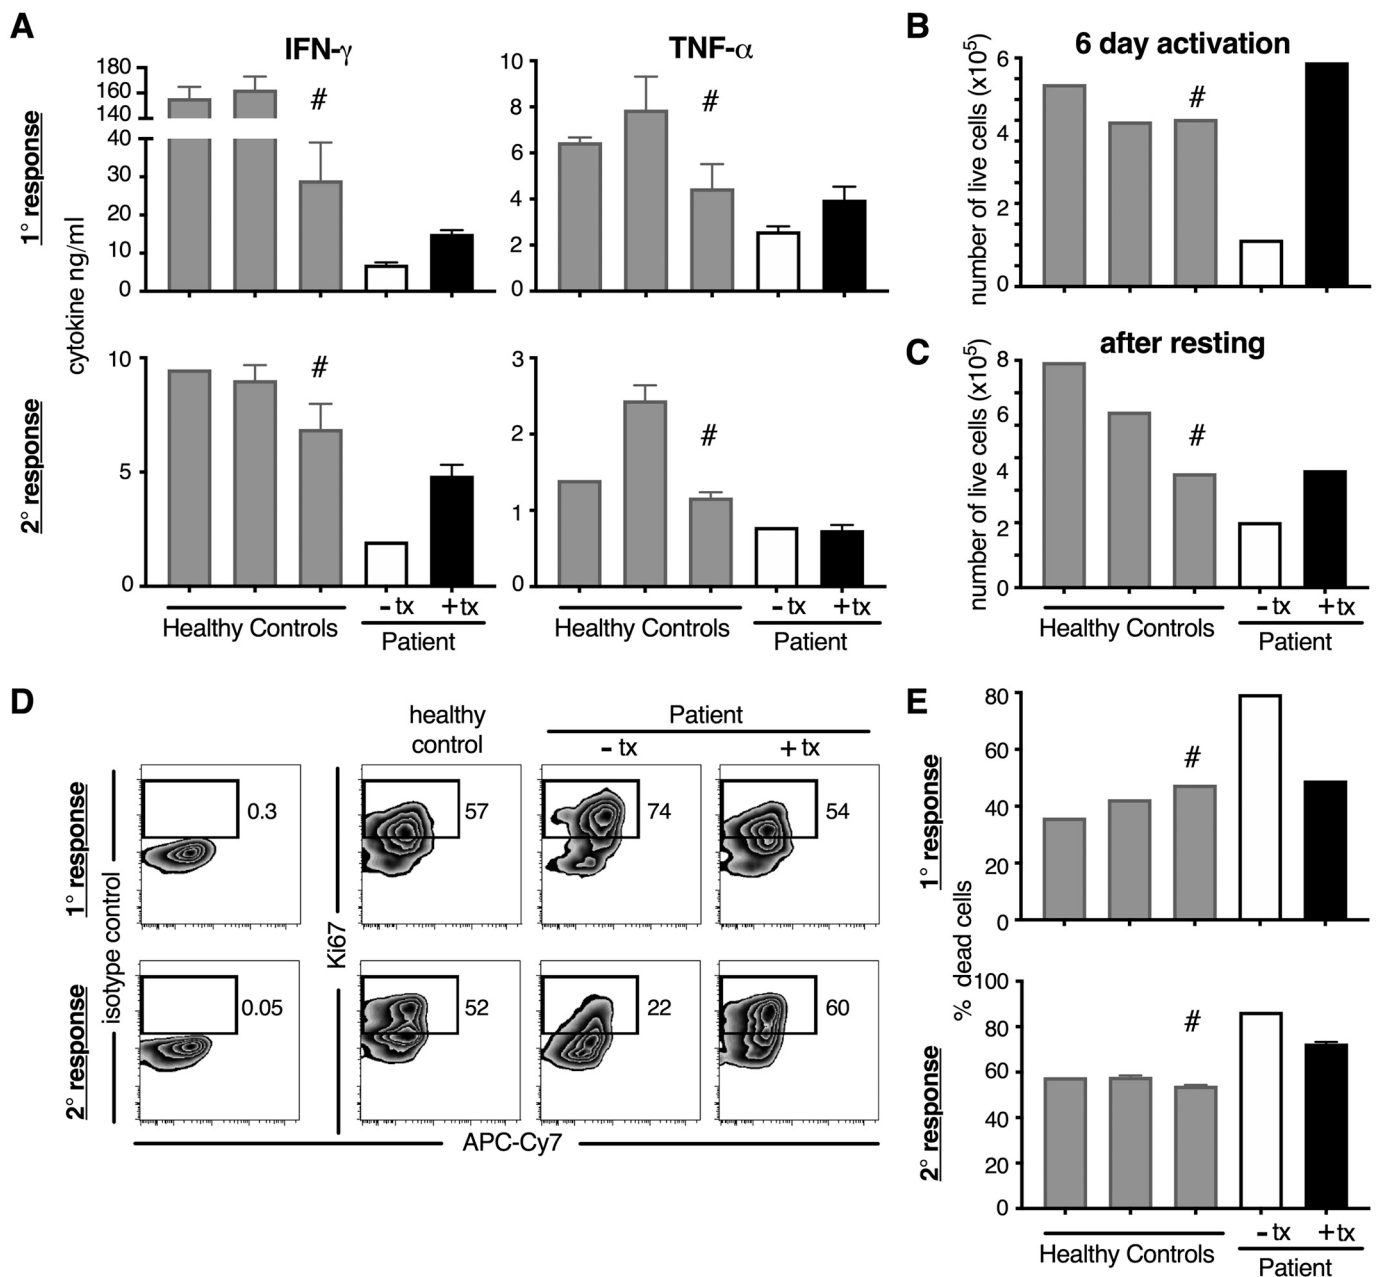 A
IFN-γ
TNF-α
1° response
2° response
cytokine ng/ml
180
160
140
40
30
20
10
0
#
10
8
6
4
2
0
#
10
5
0
#
3
2
1
0
#
- tx
+ tx
Healthy Controls
Patient
- tx
+ tx
Healthy Controls
Patient
B
6 day activation
number of live cells (x10⁵)
6
4
2
0
#
C
after resting
number of live cells (x10⁵)
8
6
4
2
0
#
- tx
+ tx
Healthy Controls
Patient
D
healthy
control
Patient
- tx
+ tx
1° response
2° response
isotype control
Ki67
0.3
57
74
54
0.05
52
22
60
APC-Cy7
E
1° response
2° response
% dead cells
80
60
40
20
0
#
100
80
60
40
20
0
#
- tx
+ tx
Healthy Controls
Patient